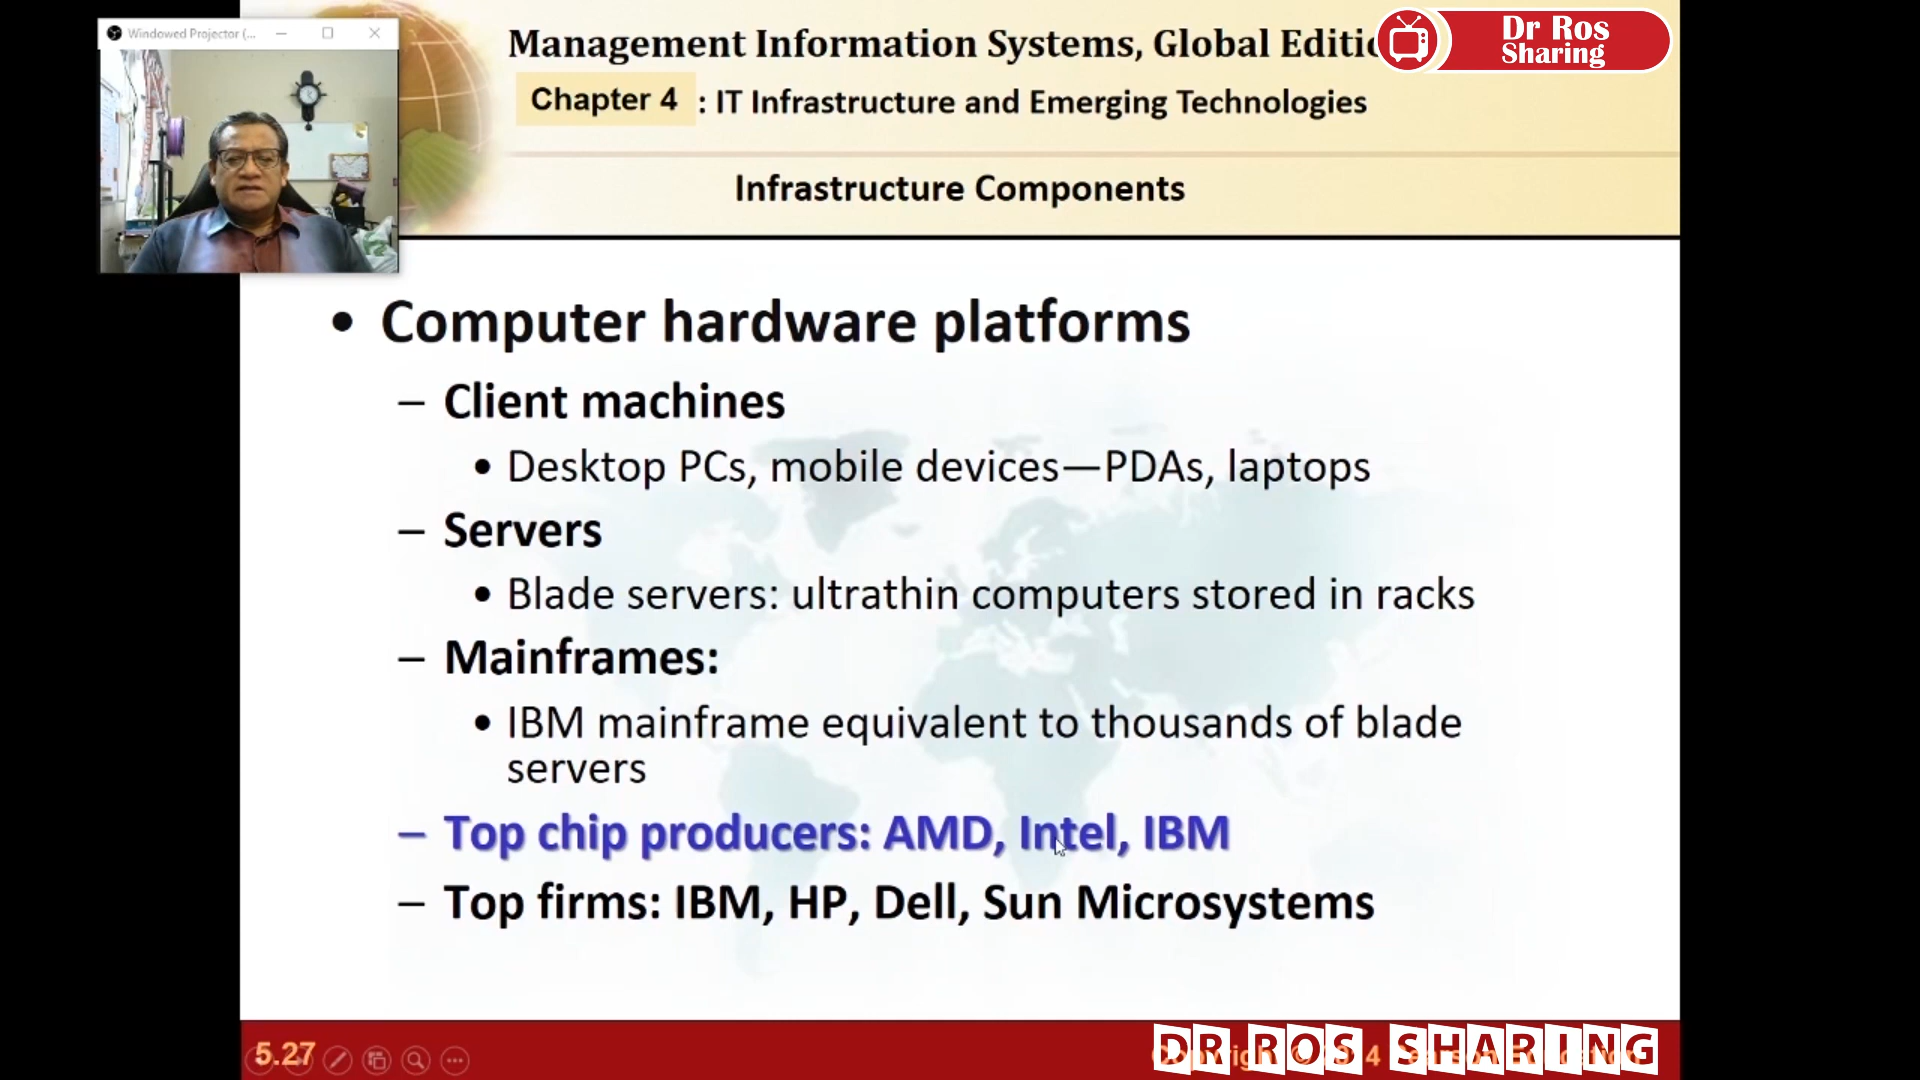 Windowed Projector (...
Management Information Systems, Global Editi
Dr Ros
Sharing
Chapter 4 : IT Infrastructure and Emerging Technologies
Infrastructure Components
• Computer hardware platforms
– Client machines
• Desktop PCs, mobile devices—PDAs, laptops
– Servers
• Blade servers: ultrathin computers stored in racks
– Mainframes:
• IBM mainframe equivalent to thousands of blade
servers
– Top chip producers: AMD, Intel, IBM
– Top firms: IBM, HP, Dell, Sun Microsystems
5.27
DR ROS SHARING